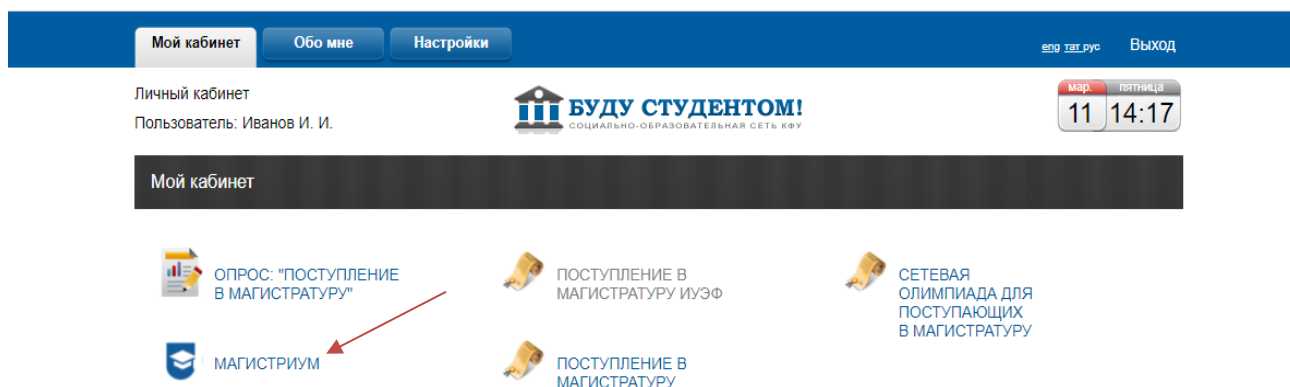 Мой кабинет Обо мне Настройки eng тат рус Выход
Личный кабинет
Пользователь: Иванов И. И.
БУДУ СТУДЕНТОМ!
СОЦИАЛЬНО-ОБРАЗОВАТЕЛЬНАЯ СЕТЬ КФУ
мар. пятница
11 14:17
Мой кабинет
ОПРОС: "ПОСТУПЛЕНИЕ
В МАГИСТРАТУРУ"
ПОСТУПЛЕНИЕ В
МАГИСТРАТУРУ ИУЭФ
СЕТЕВАЯ
ОЛИМПИАДА ДЛЯ
ПОСТУПАЮЩИХ
В МАГИСТРАТУРУ
МАГИСТРИУМ
ПОСТУПЛЕНИЕ В
МАГИСТРАТУРУ